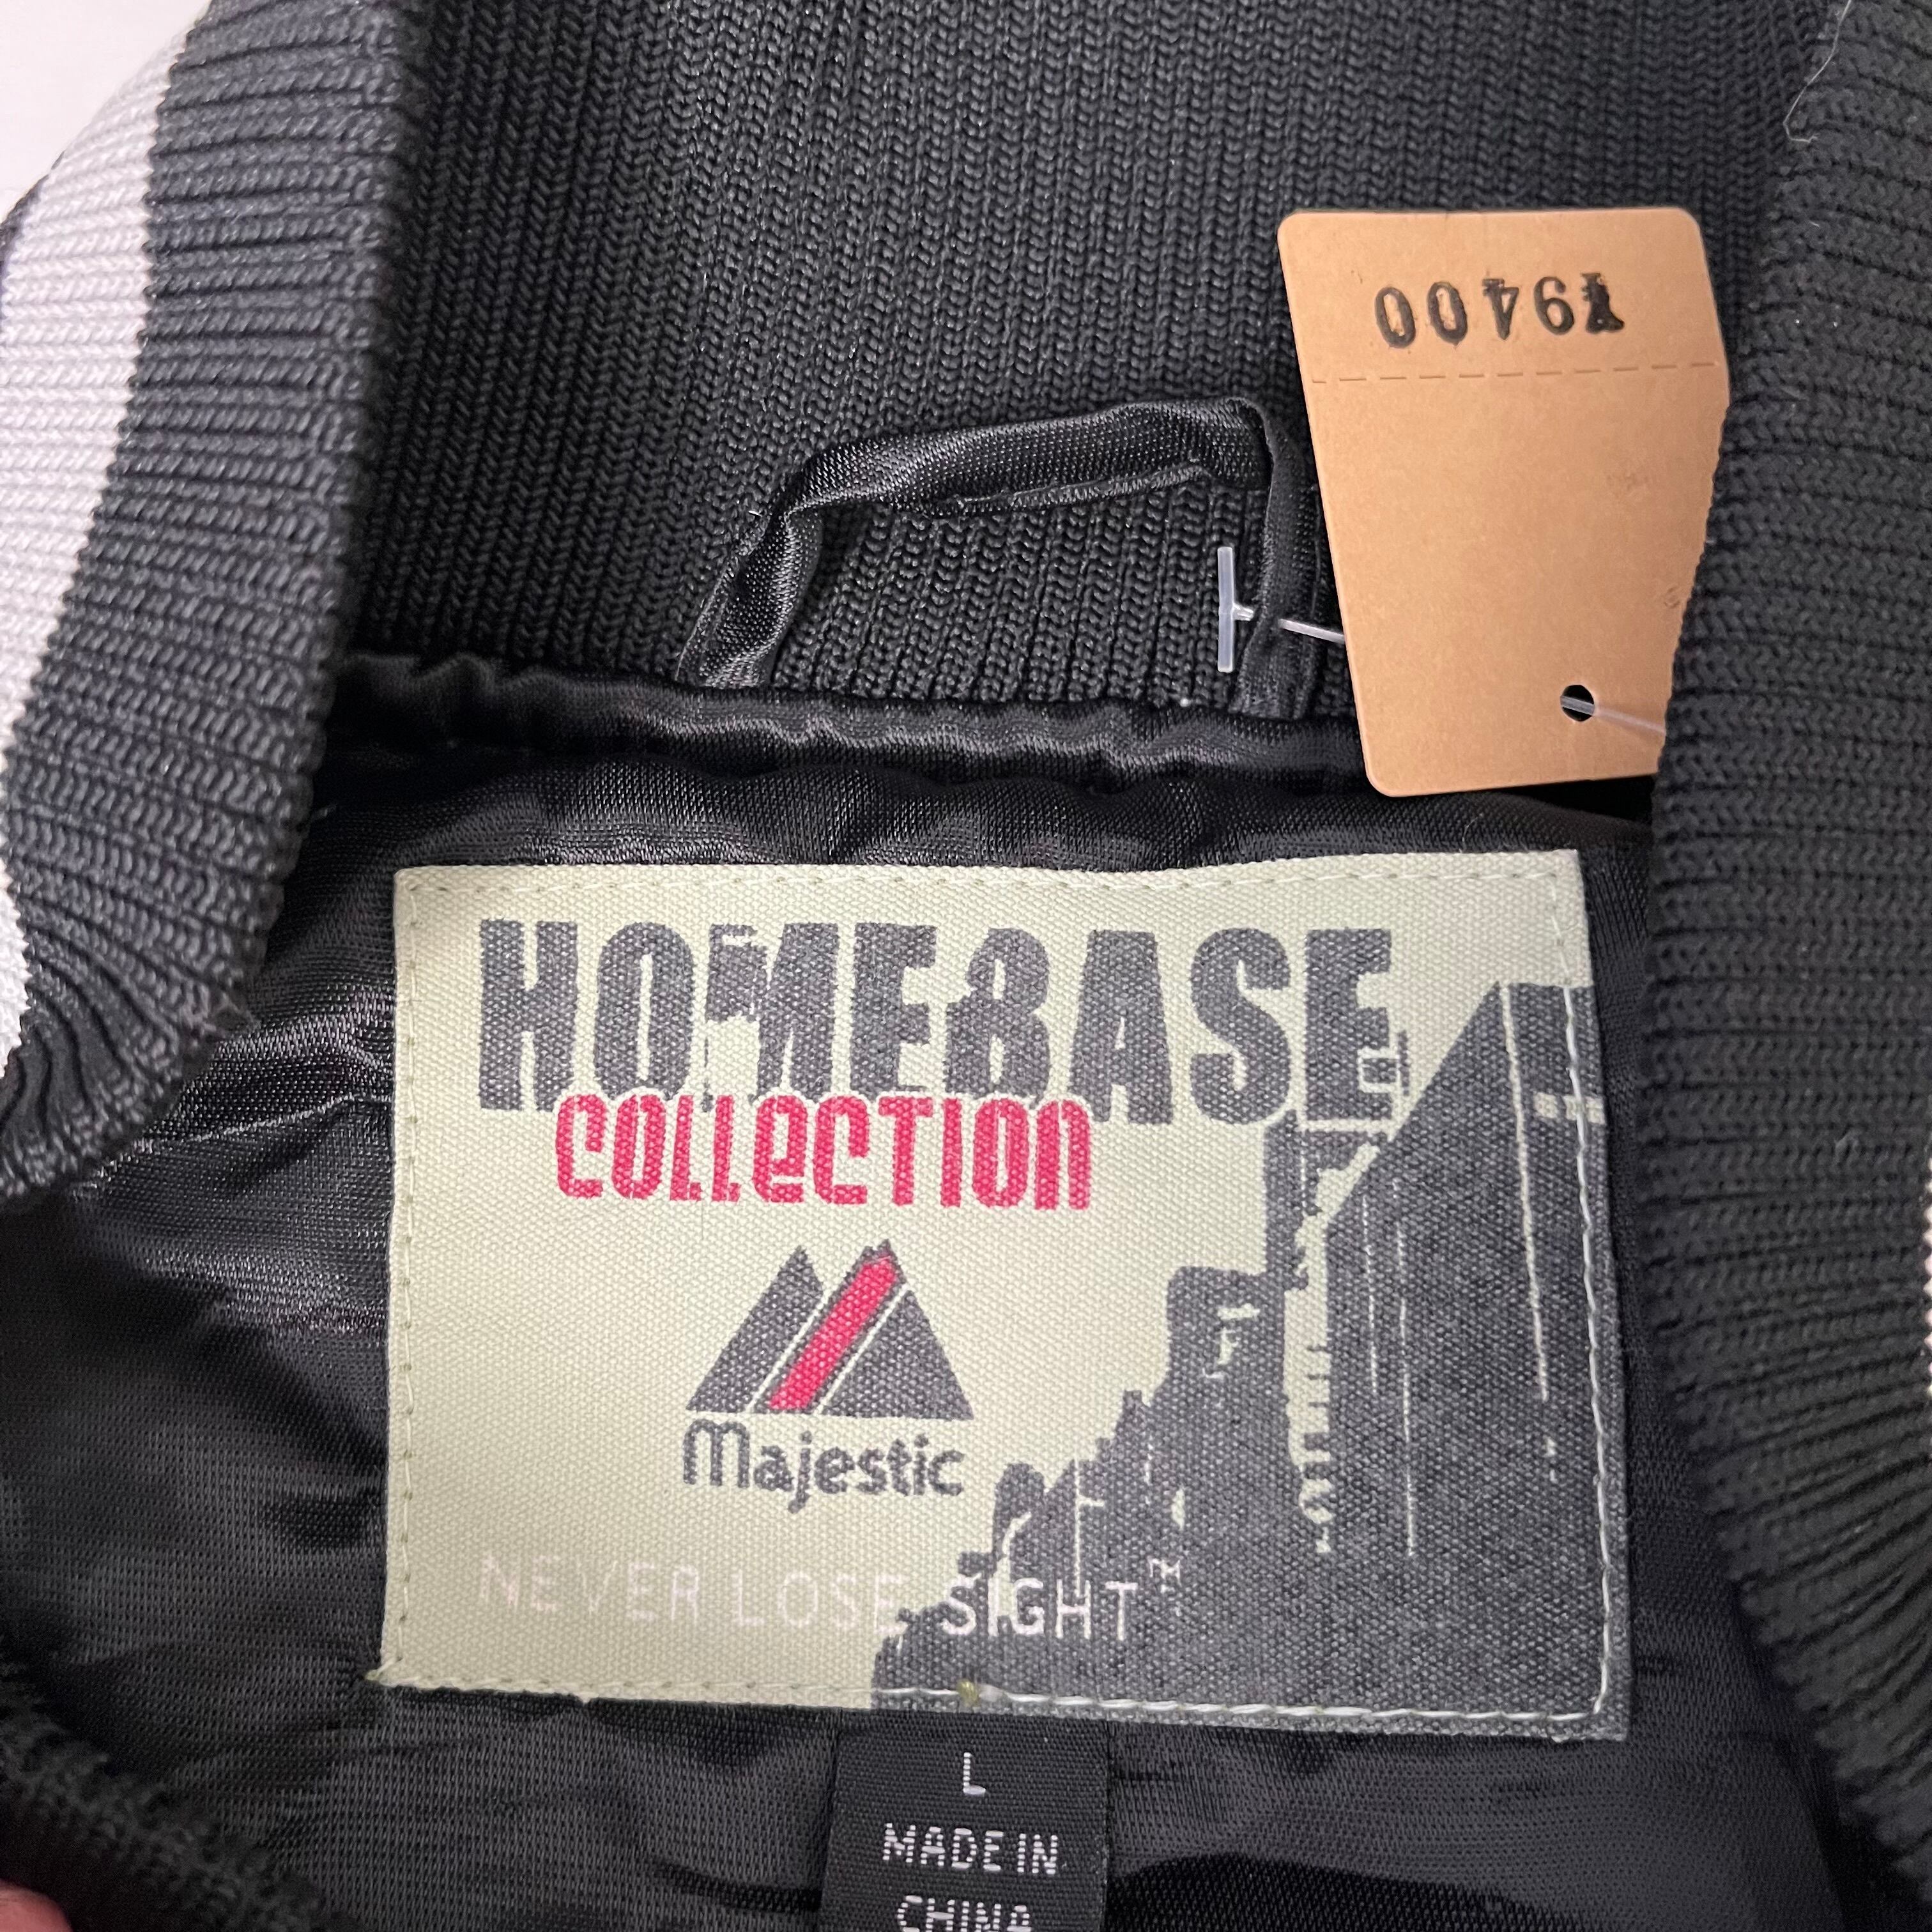 ¥9400
HOMEBASE
COLLECTION
Majestic
NEVER LOSE SIGHT™
L
MADE IN
CHINA